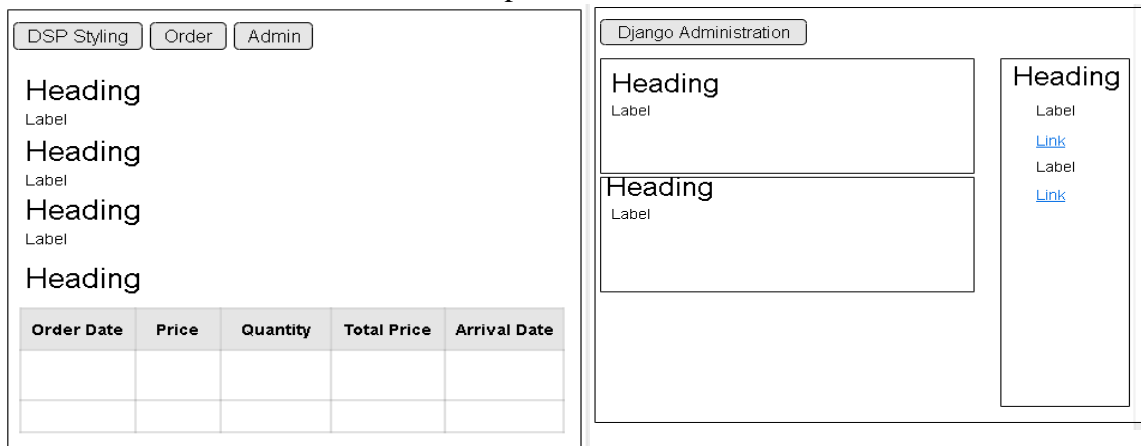 DSP Styling Order Admin
Heading
Label
Heading
Label
Heading
Label
Heading
Order Date Price Quantity Total Price Arrival Date
Django Administration
Heading
Label
Heading
Label
Heading
Label
Link
Label
Link